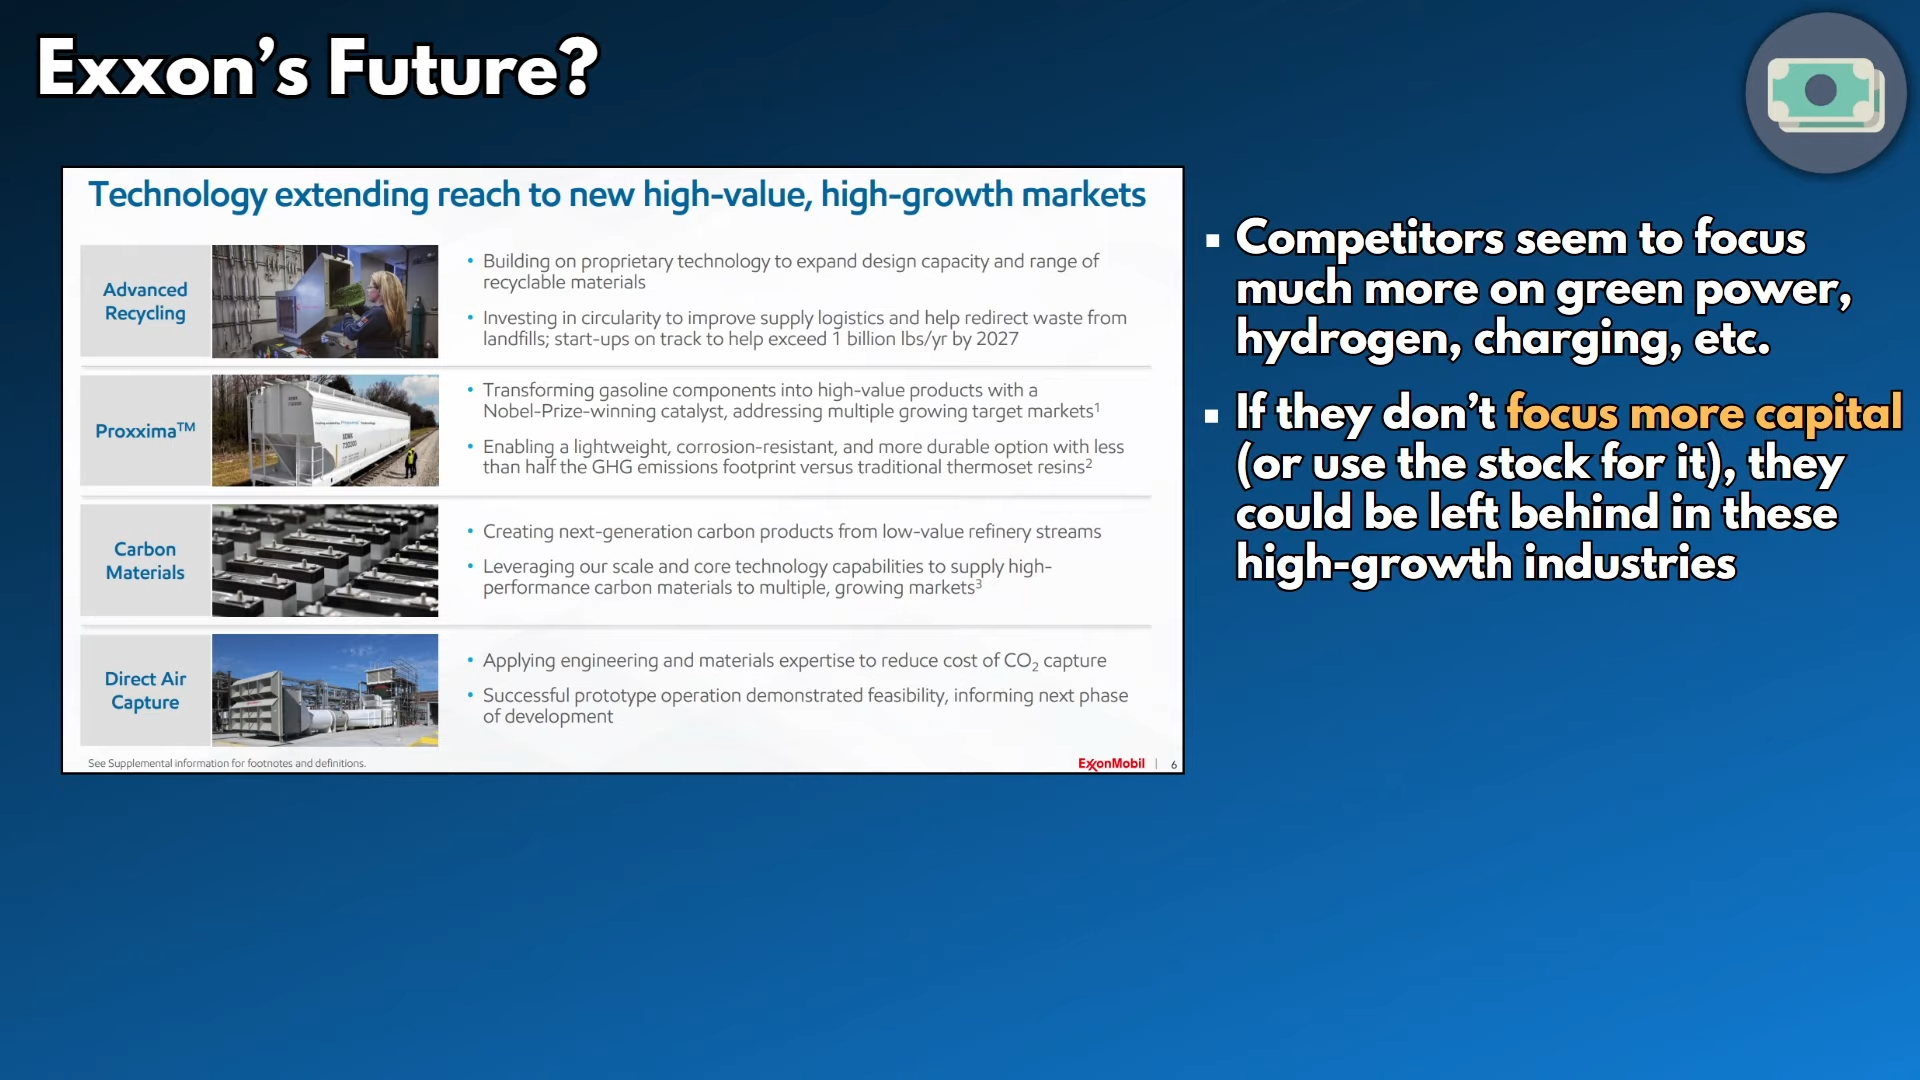 Exxon's Future?
Technology extending reach to new high-value, high-growth markets
Advanced
Recycling
• Building on proprietary technology to expand design capacity and range of
recyclable materials
• Investing in circularity to improve supply logistics and help redirect waste from
landfills; start-ups on track to help exceed 1 billion lbs/yr by 2027
Proxxima™
• Transforming gasoline components into high-value products with a
Nobel-Prize-winning catalyst, addressing multiple growing target markets¹
• Enabling a lightweight, corrosion-resistant, and more durable option with less
than half the GHG emissions footprint versus traditional thermoset resins²
Carbon
Materials
• Creating next-generation carbon products from low-value refinery streams
• Leveraging our scale and core technology capabilities to supply high-
performance carbon materials to multiple, growing markets³
Direct Air
Capture
• Applying engineering and materials expertise to reduce cost of CO₂ capture
• Successful prototype operation demonstrated feasibility, informing next phase
of development
See Supplemental information for footnotes and definitions.
ExxonMobil | 6
▪ Competitors seem to focus
much more on green power,
hydrogen, charging, etc.
▪ If they don't focus more capital
(or use the stock for it), they
could be left behind in these
high-growth industries